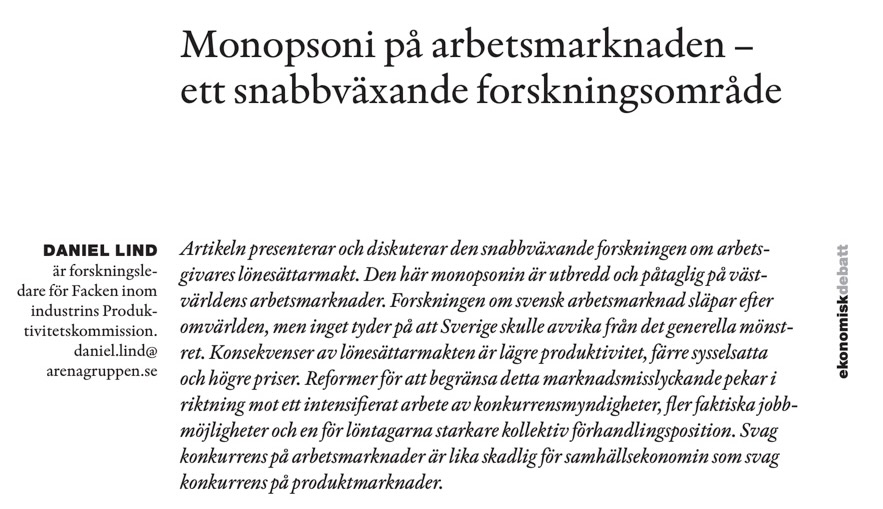 Monopsoni på arbetsmarknaden –
ett snabbväxande forskningsområde
DANIEL LIND
är forskningsle-
dare för Facken inom
industrins Produk-
tivitetskommission.
daniel.lind@
arenagruppen.se
Artikeln presenterar och diskuterar den snabbväxande forskningen om arbets-
givares lönesättarmakt. Den här monopsonin är utbredd och påtaglig på väst-
världens arbetsmarknader. Forskningen om svensk arbetsmarknad släpar efter
omvärlden, men inget tyder på att Sverige skulle avvika från det generella mönst-
ret. Konsekvenser av lönesättarmakten är lägre produktivitet, färre sysselsatta
och högre priser. Reformer för att begränsa detta marknadsmisslyckande pekar i
riktning mot ett intensifierat arbete av konkurrensmyndigheter, fler faktiska jobb-
möjligheter och en för löntagarna starkare kollektiv förhandlingsposition. Svag
konkurrens på arbetsmarknader är lika skadlig för samhällsekonomin som svag
konkurrens på produktmarknader.
ekonomiskdebatt